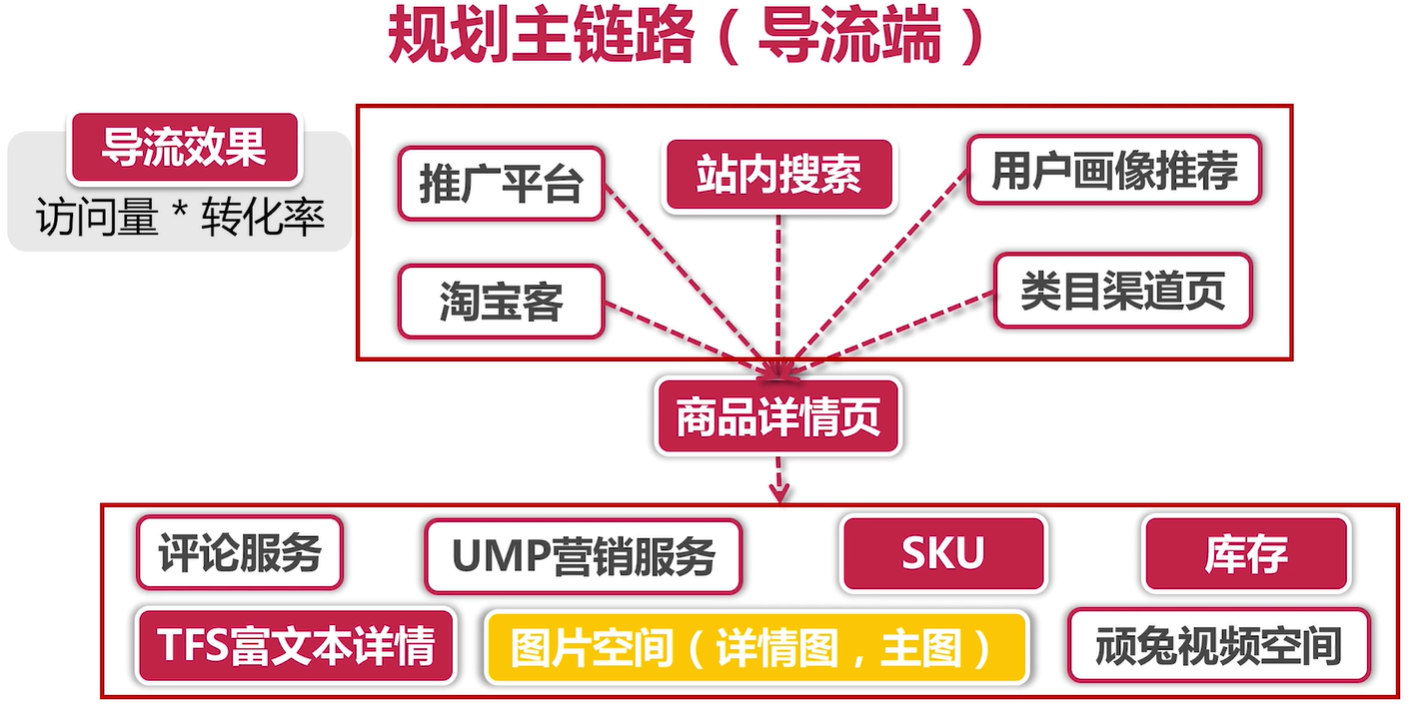 规划主链路（导流端）
导流效果
访问量 * 转化率
推广平台
站内搜索
用户画像推荐
淘宝客
类目渠道页
商品详情页
评论服务
UMP营销服务
SKU
库存
TFS富文本详情
图片空间（详情图，主图）
顽兔视频空间